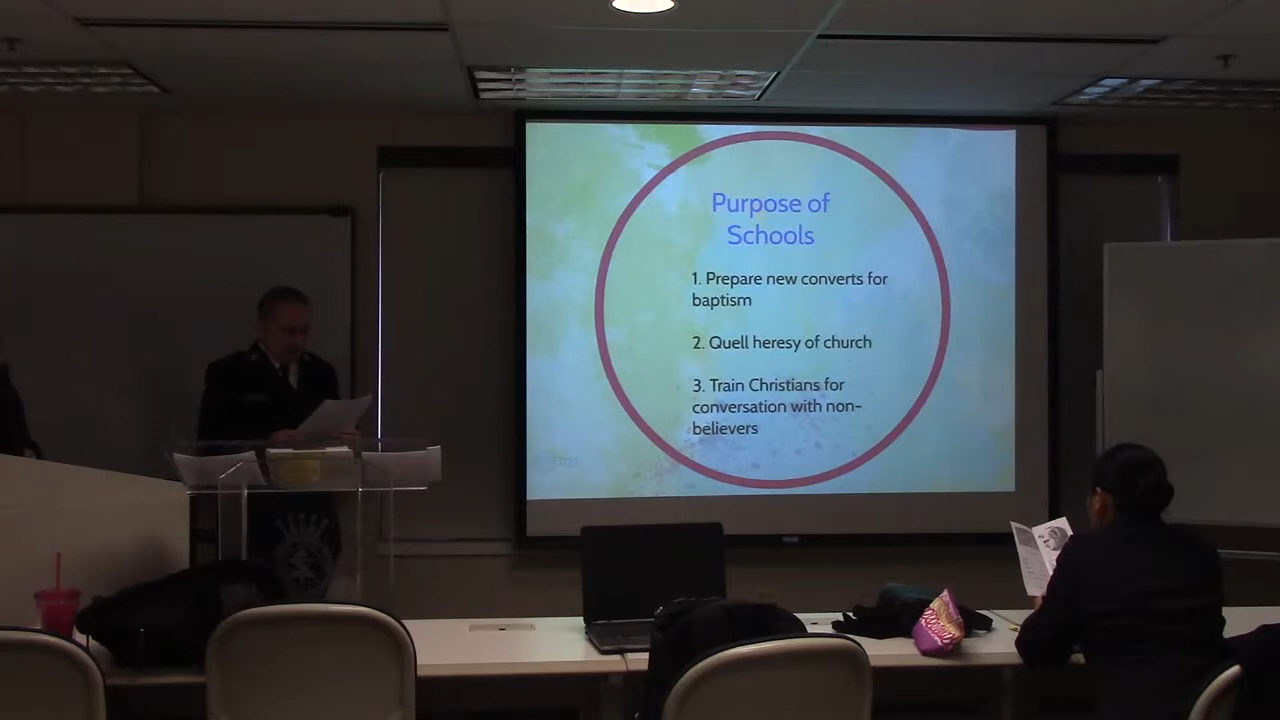 Purpose of
Schools
1. Prepare new converts for
baptism
2. Quell heresy of church
3. Train Christians for
conversation with non-
believers